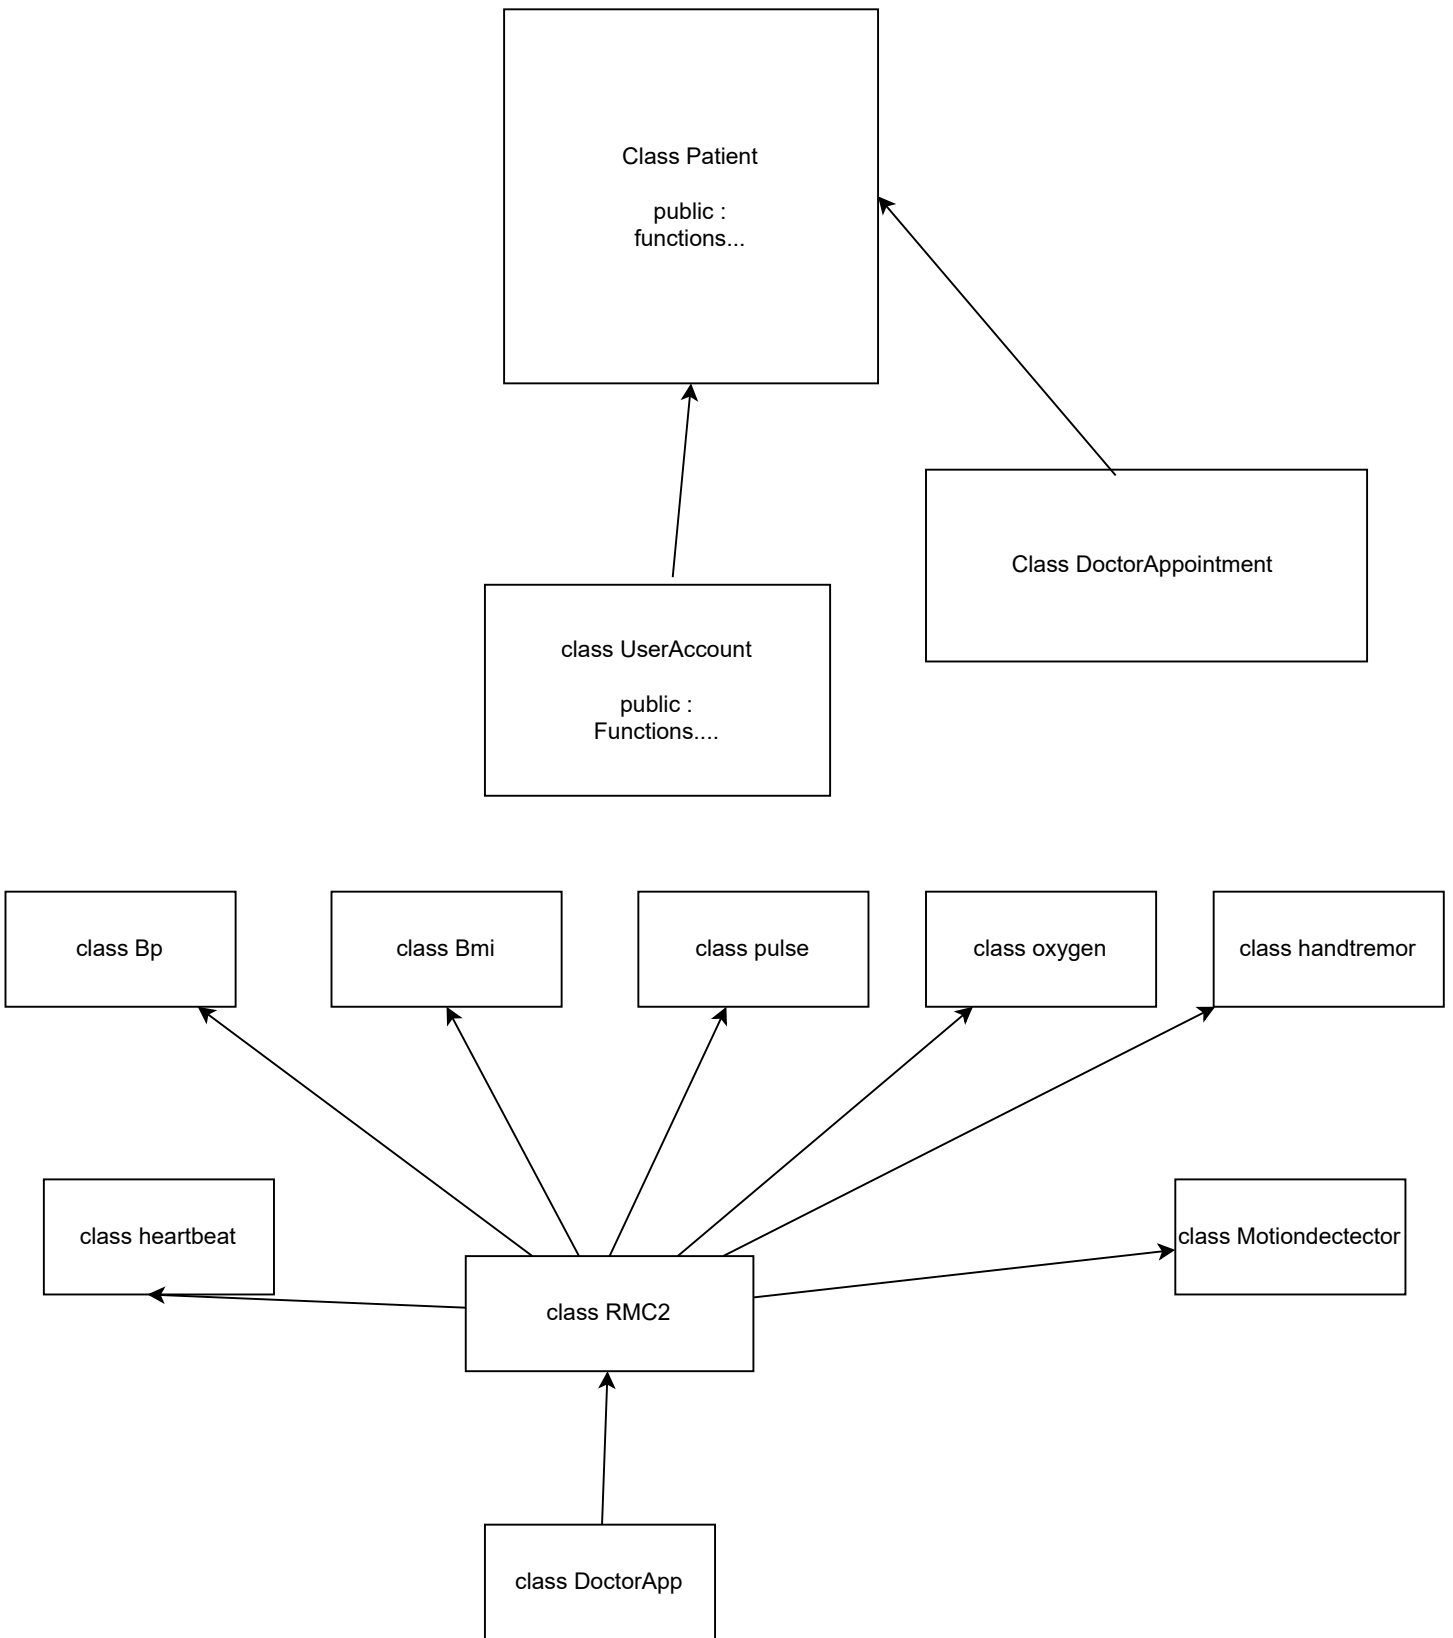 Class Patient
public :
functions...
Class DoctorAppointment
class UserAccount
public :
Functions....
class Bp
class Bmi
class pulse
class oxygen
class handtremor
class heartbeat
class Motiondectector
class RMC2
class DoctorApp